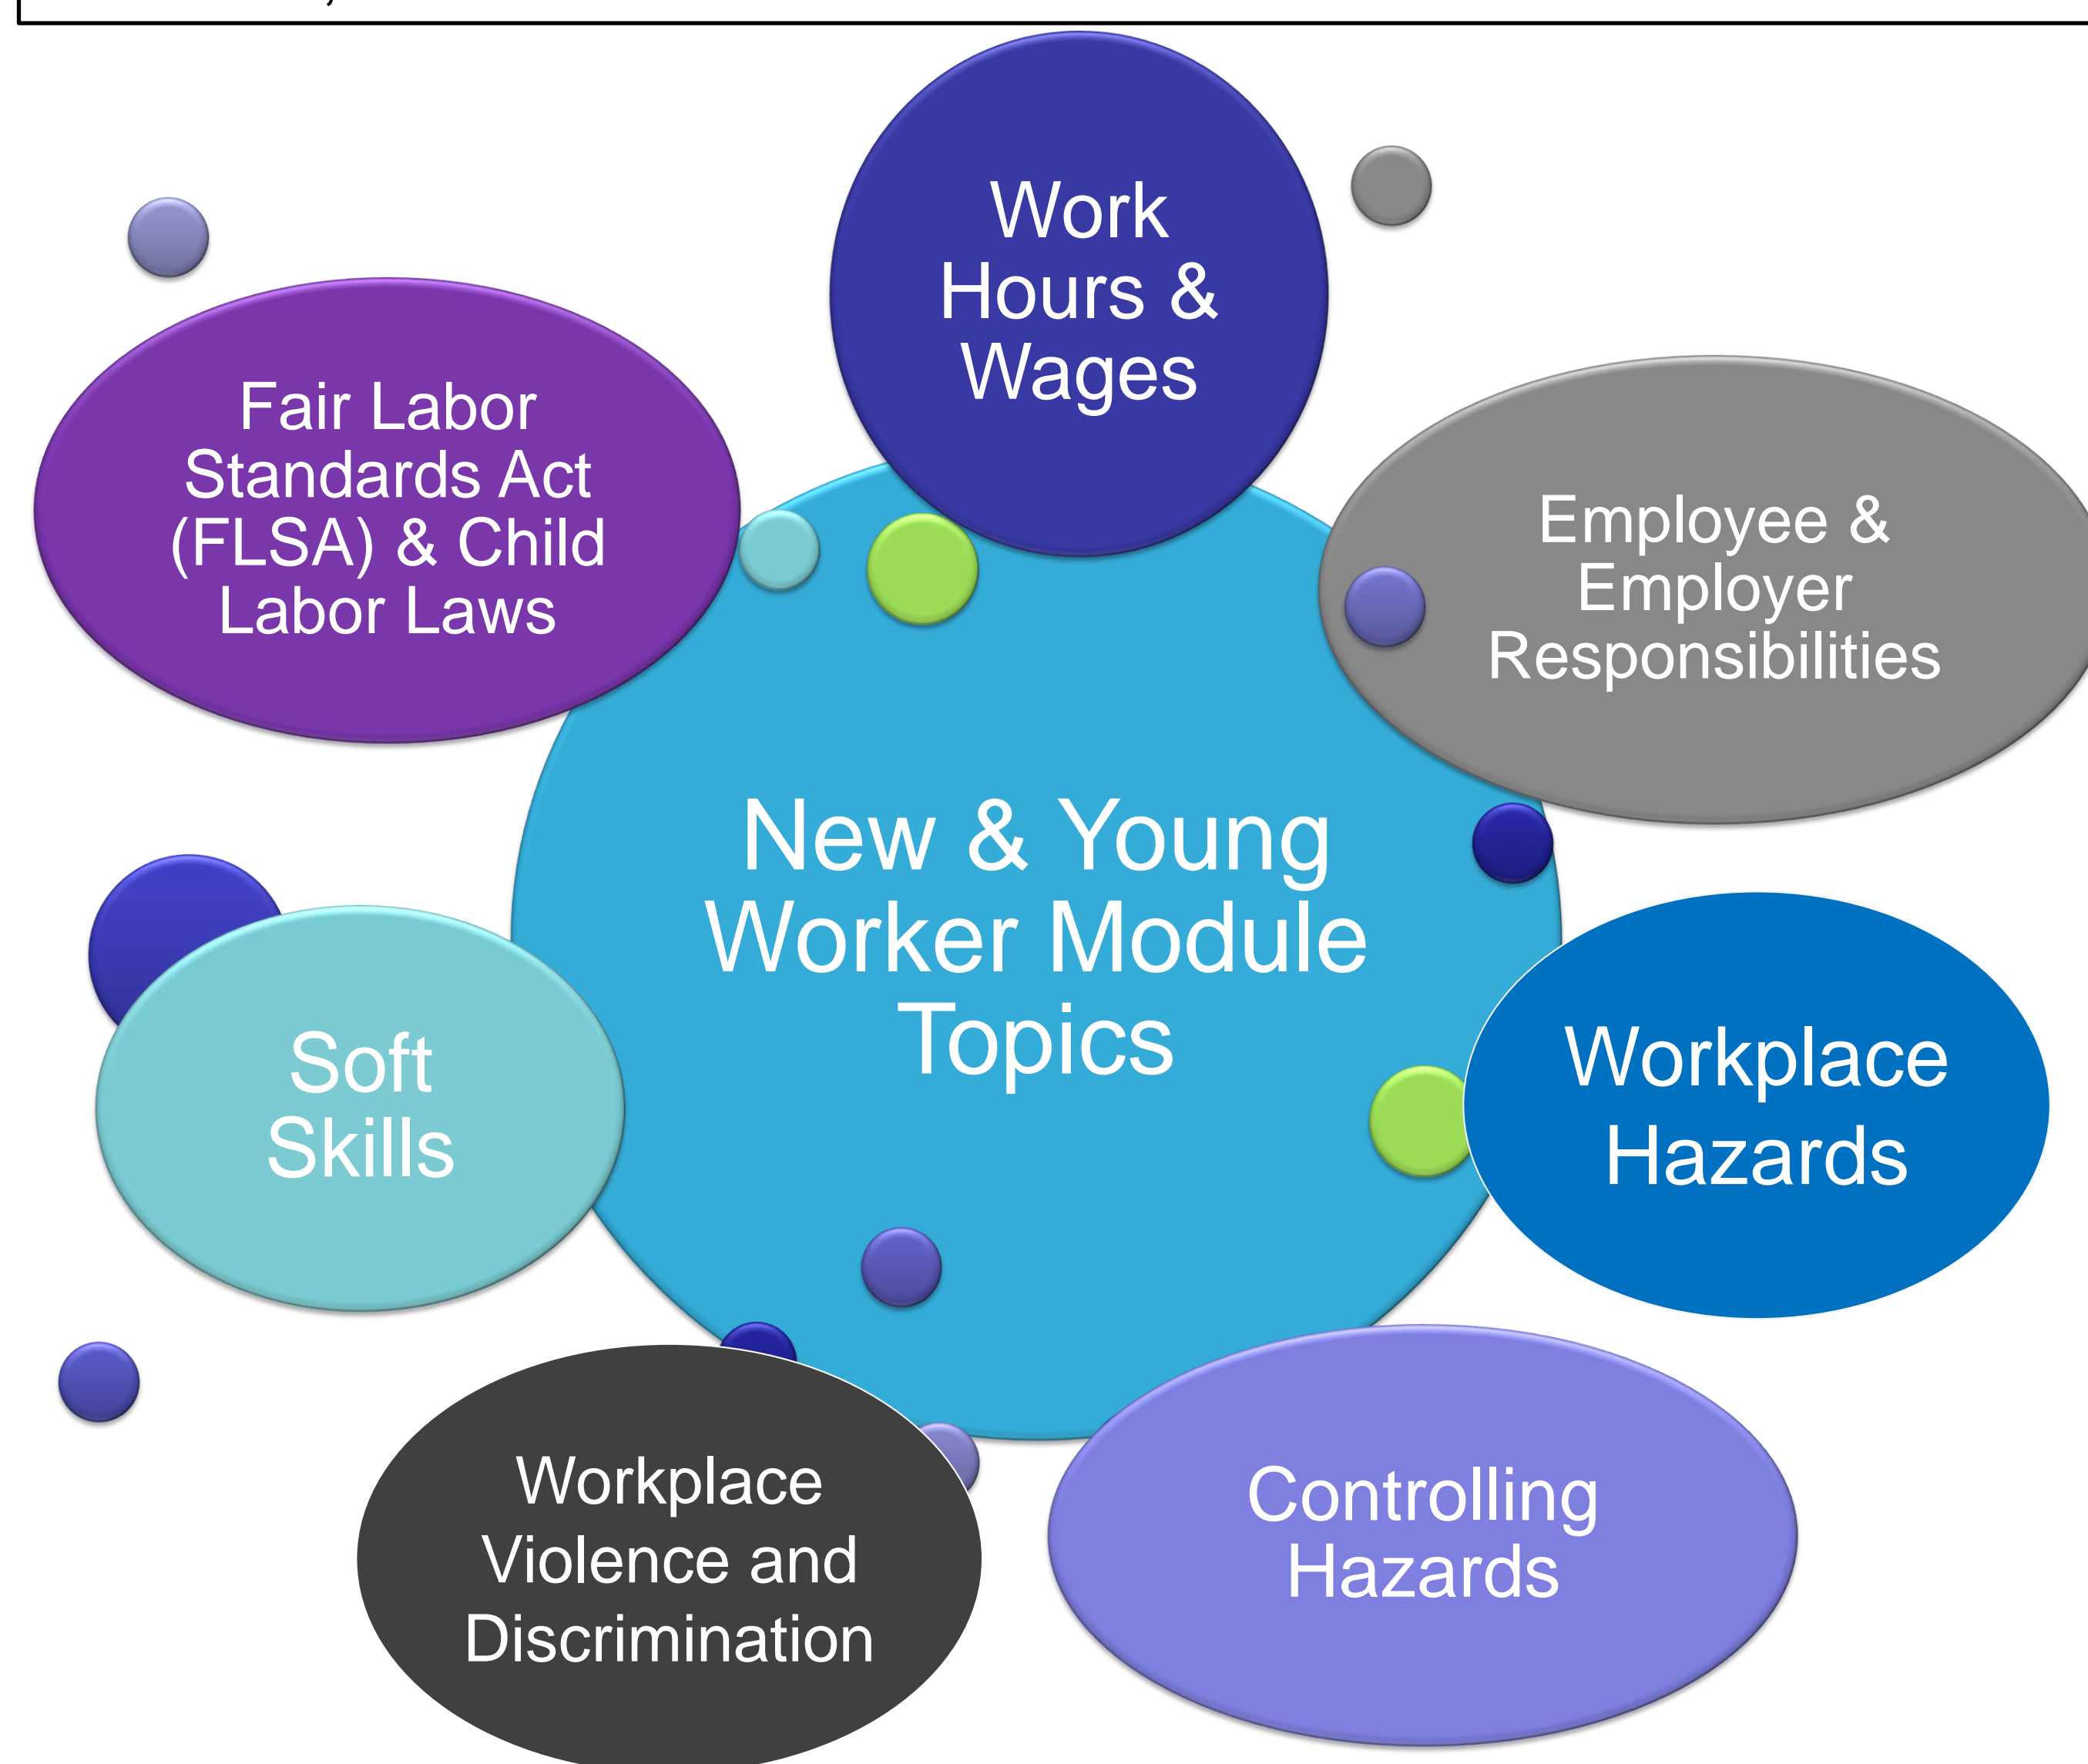 Work
Hours &
Wages
Fair Labor
Standards Act
(FLSA) & Child
Labor Laws
Employee &
Employer
Responsibilities
New & Young
Worker Module
Topics
Soft
Skills
Workplace
Hazards
Workplace
Violence and
Discrimination
Controlling
Hazards